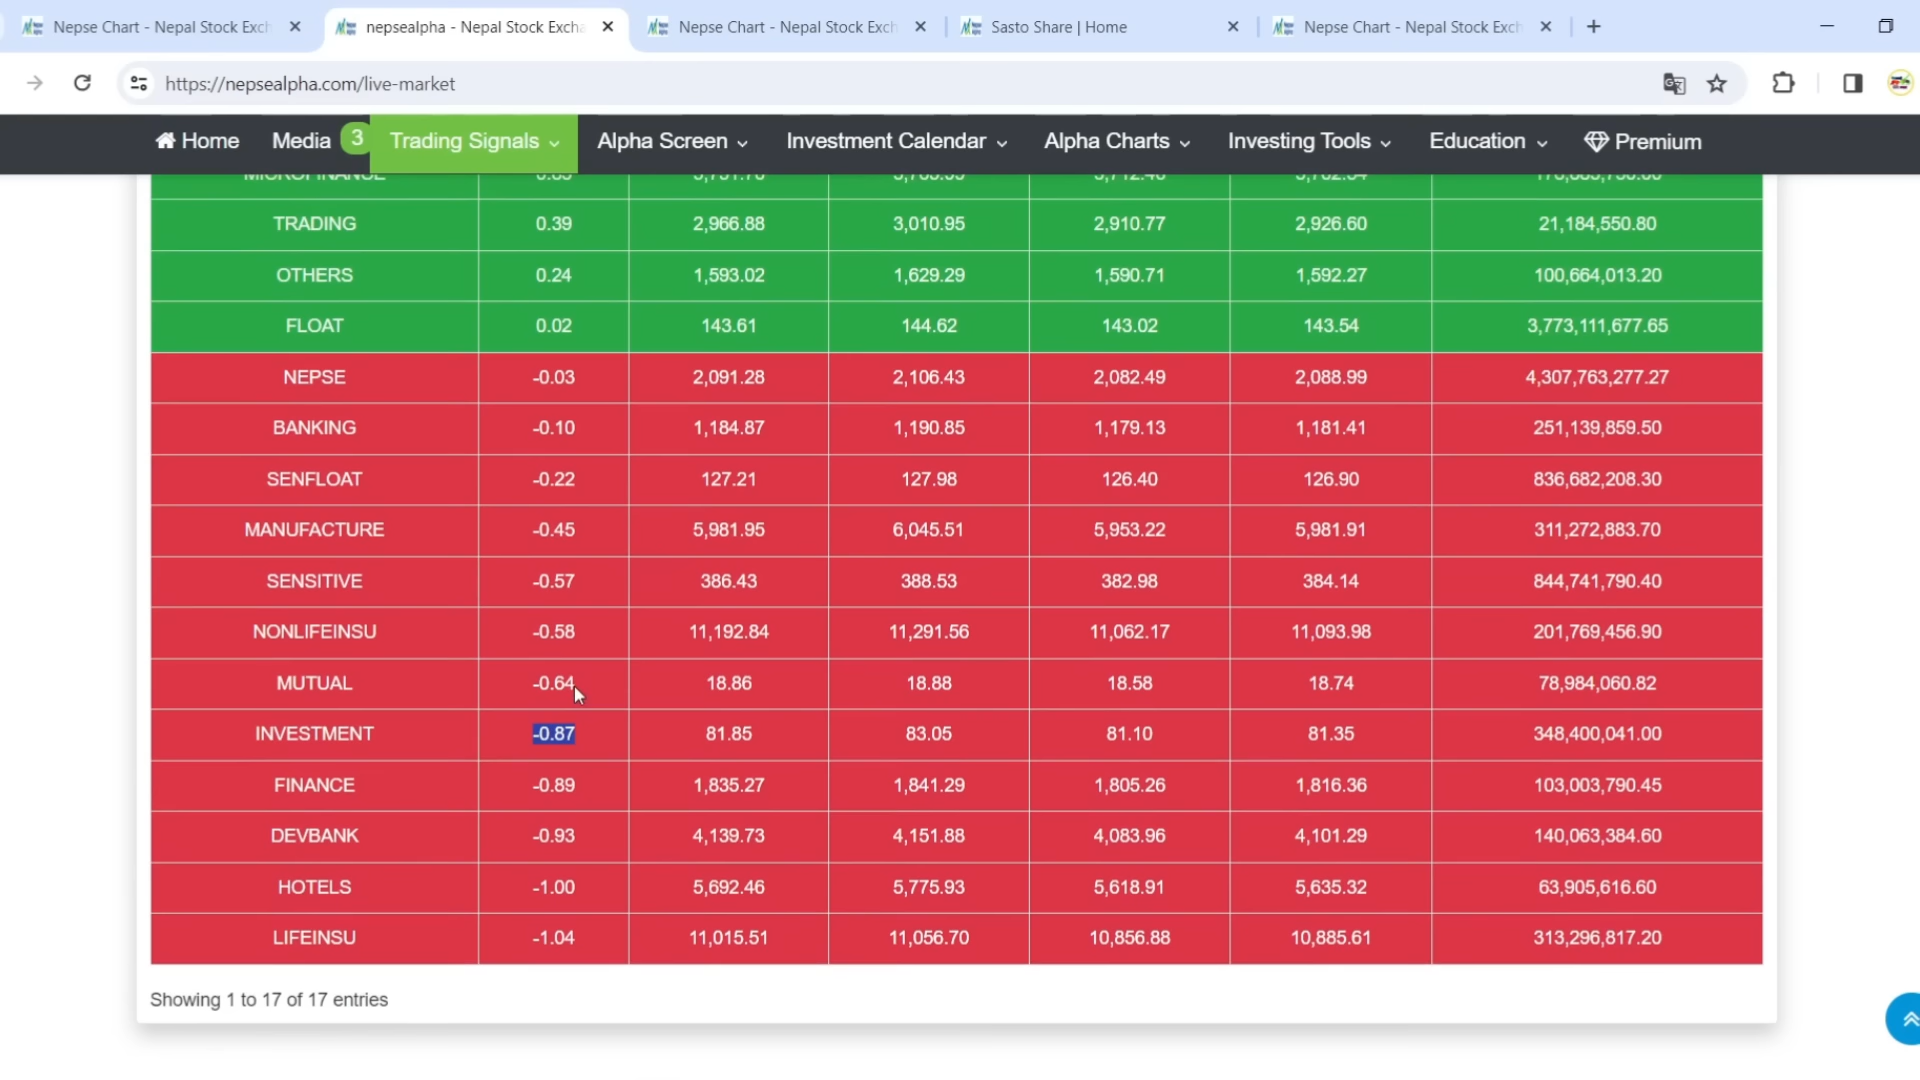 Nepse Chart - Nepal Stock Exch
nepsealpha - Nepal Stock Excha
Nepse Chart - Nepal Stock Exch
Sasto Share | Home
Nepse Chart - Nepal Stock Exch
https://nepsealpha.com/live-market
Home Media 3 Trading Signals Alpha Screen Investment Calendar Alpha Charts Investing Tools Education Premium
MICROFINANCE
TRADING 0.39 2,966.88 3,010.95 2,910.77 2,926.60 21,184,550.80
OTHERS 0.24 1,593.02 1,629.29 1,590.71 1,592.27 100,664,013.20
FLOAT 0.02 143.61 144.62 143.02 143.54 3,773,111,677.65
NEPSE -0.03 2,091.28 2,106.43 2,082.49 2,088.99 4,307,763,277.27
BANKING -0.10 1,184.87 1,190.85 1,179.13 1,181.41 251,139,859.50
SENFLOAT -0.22 127.21 127.98 126.40 126.90 836,682,208.30
MANUFACTURE -0.45 5,981.95 6,045.51 5,953.22 5,981.91 311,272,883.70
SENSITIVE -0.57 386.43 388.53 382.98 384.14 844,741,790.40
NONLIFEINSU -0.58 11,192.84 11,291.56 11,062.17 11,093.98 201,769,456.90
MUTUAL -0.64 18.86 18.88 18.58 18.74 78,984,060.82
INVESTMENT -0.87 81.85 83.05 81.10 81.35 348,400,041.00
FINANCE -0.89 1,835.27 1,841.29 1,805.26 1,816.36 103,003,790.45
DEVBANK -0.93 4,139.73 4,151.88 4,083.96 4,101.29 140,063,384.60
HOTELS -1.00 5,692.46 5,775.93 5,618.91 5,635.32 63,905,616.60
LIFEINSU -1.04 11,015.51 11,056.70 10,856.88 10,885.61 313,296,817.20
Showing 1 to 17 of 17 entries